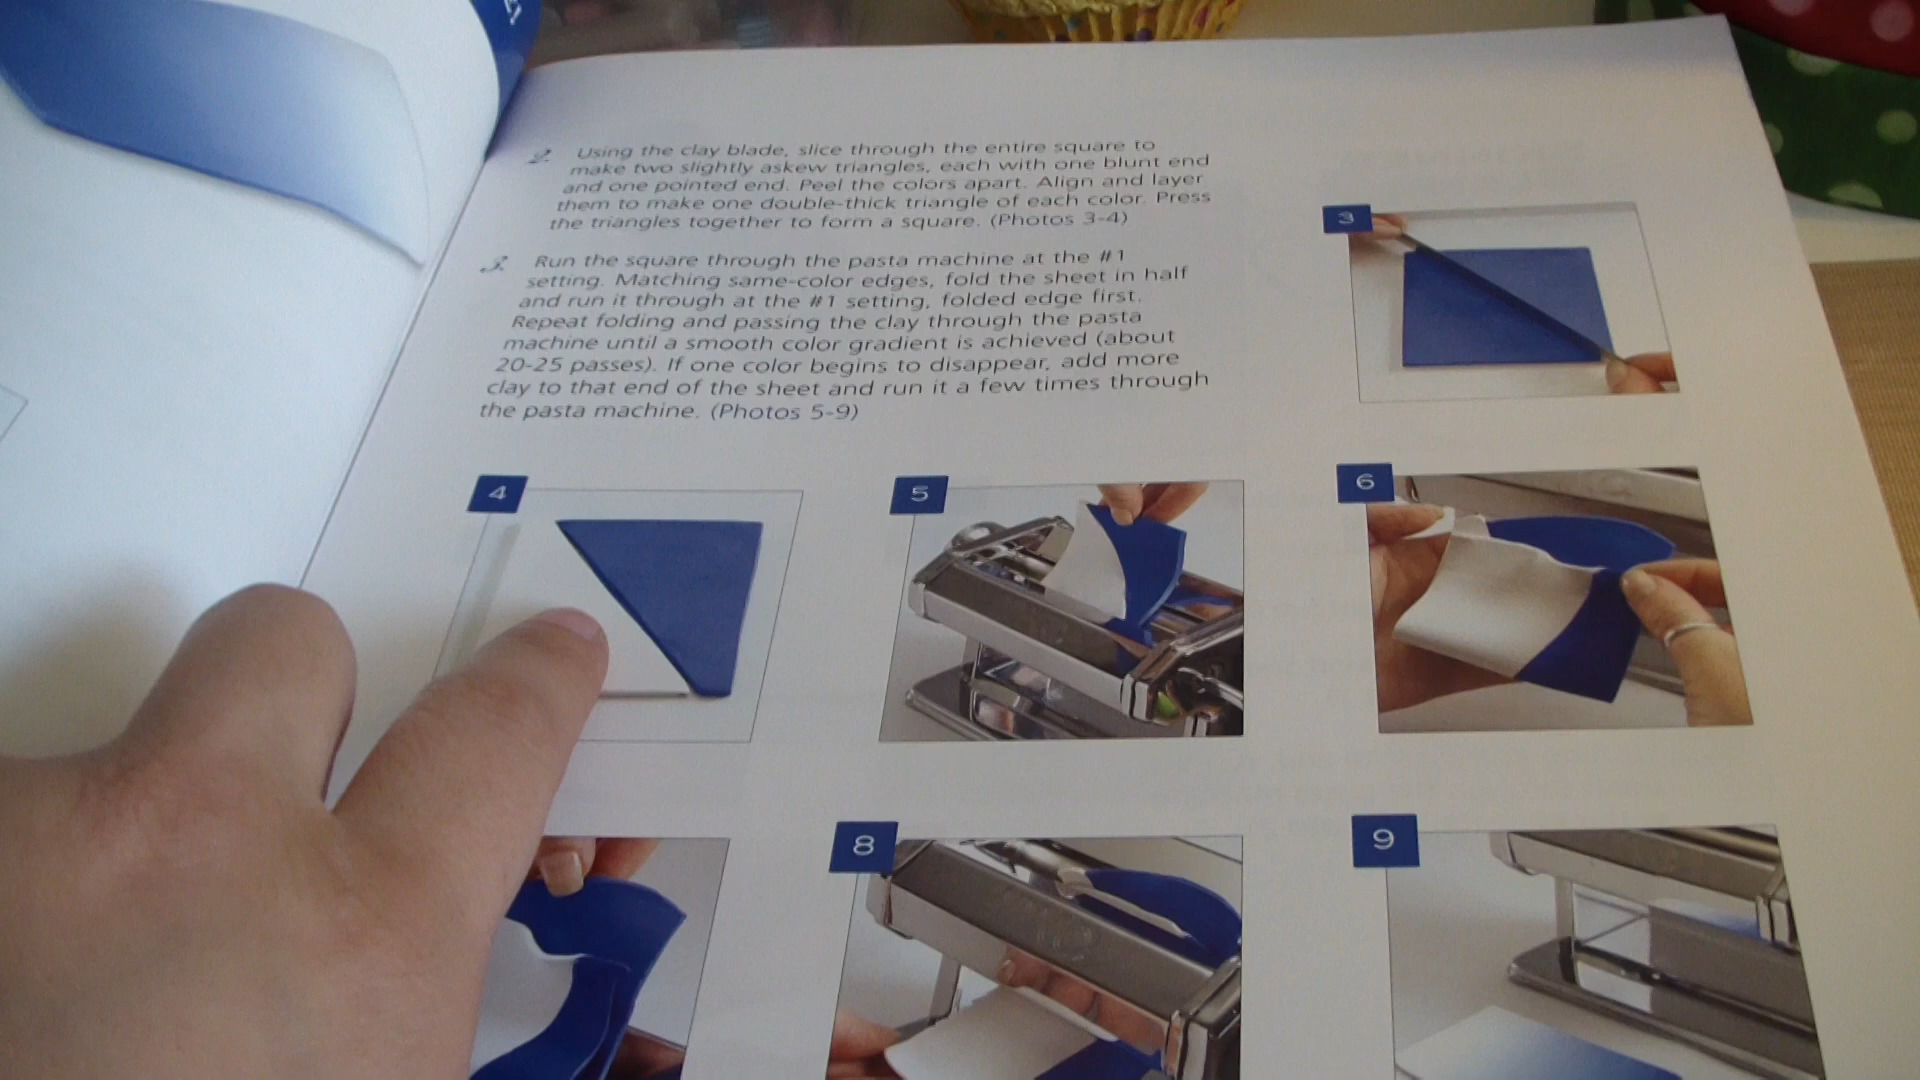 2 Using the clay blade, slice through the entire square to
make two slightly askew triangles, each with one blunt end
and one pointed end. Peel the colors apart. Align and layer
them to make one double-thick triangle of each color. Press
the triangles together to form a square. (Photos 3-4)
3 Run the square through the pasta machine at the #1
setting. Matching same-color edges, fold the sheet in half
and run it through at the #1 setting, folded edge first.
Repeat folding and passing the clay through the pasta
machine until a smooth color gradient is achieved (about
20-25 passes). If one color begins to disappear, add more
clay to that end of the sheet and run it a few times through
the pasta machine. (Photos 5-9)
3
4
5
6
8
9